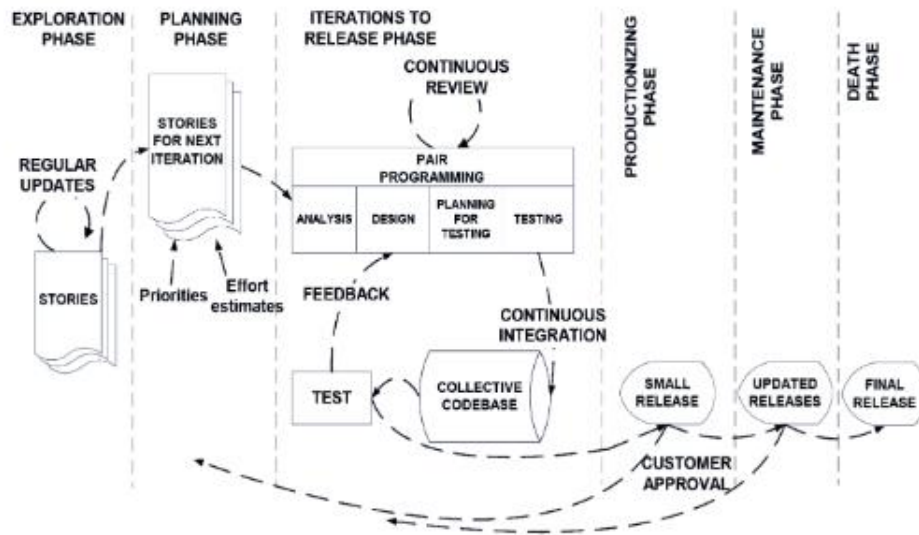 EXPLORATION
PHASE
PLANNING
PHASE
ITERATIONS TO
RELEASE PHASE
PRODUCTIONIZING
PHASE
MAINTENANCE
PHASE
DEATH
PHASE
CONTINUOUS
REVIEW
STORIES
FOR NEXT
ITERATION
REGULAR
UPDATES
PAIR
PROGRAMMING
ANALYSIS
DESIGN
PLANNING
FOR
TESTING
TESTING
STORIES
Priorities
Effort
estimates
FEEDBACK
CONTINUOUS
INTEGRATION
TEST
COLLECTIVE
CODEBASE
SMALL
RELEASE
UPDATED
RELEASES
FINAL
RELEASE
CUSTOMER
APPROVAL